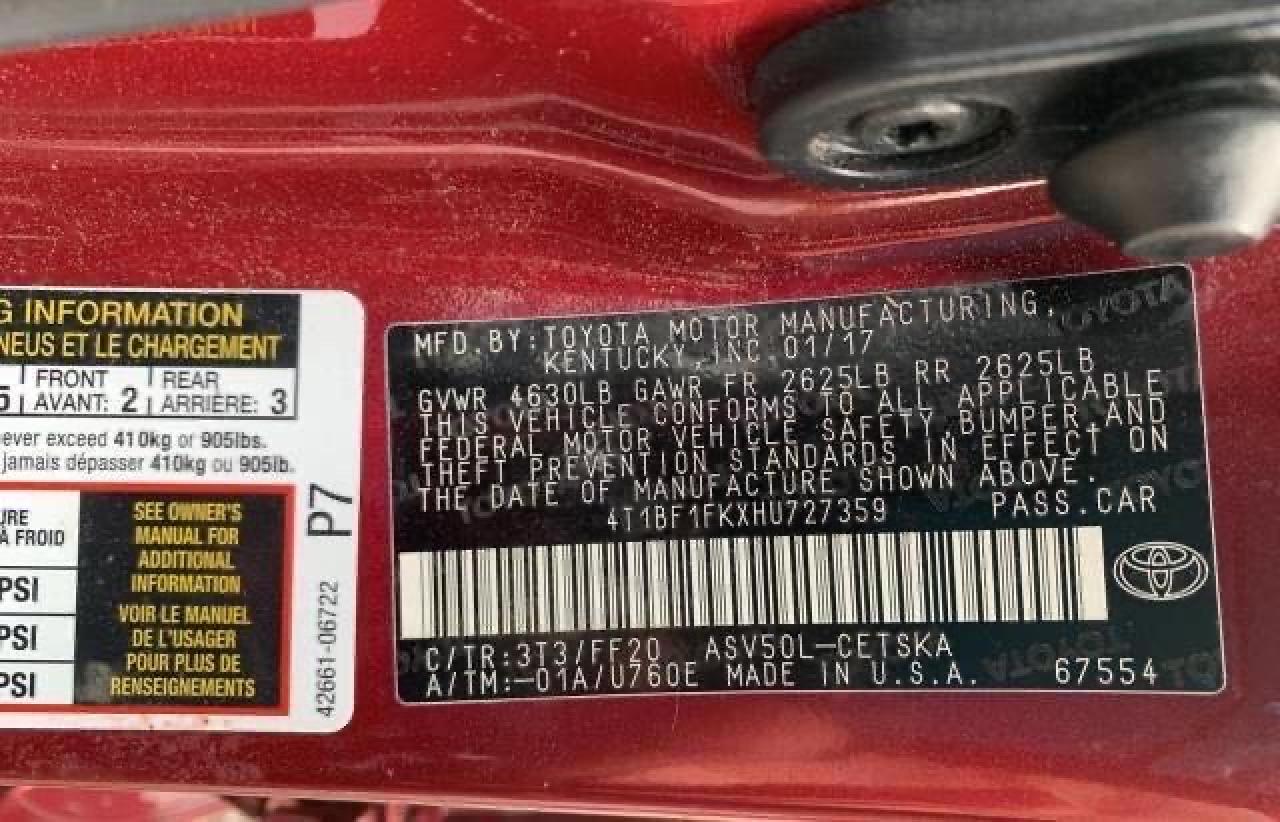 G INFORMATION
NEUS ET LE CHARGEMENT
5 FRONT AVANT: 2 REAR ARRIÈRE: 3
ever exceed 410kg or 905lbs.
jamais dépasser 410kg ou 905lb.
URE
À FROID
PSI
PSI
PSI
SEE OWNER'S
MANUAL FOR
ADDITIONAL
INFORMATION
VOIR LE MANUEL
DE L'USAGER
POUR PLUS DE
RENSEIGNEMENTS
P7
42661-06722
MFD.BY:TOYOTA MOTOR MANUFACTURING,
KENTUCKY,INC.01/17
GVWR 4630LB GAWR FR 2625LB RR 2625LB
THIS VEHICLE CONFORMS TO ALL APPLICABLE
FEDERAL MOTOR VEHICLE SAFETY,BUMPER,AND
THEFT PREVENTION STANDARDS IN EFFECT ON
THE DATE OF MANUFACTURE SHOWN ABOVE.
4T1BF1FKXHU727359 PASS.CAR
C/TR:3T3/FF20 ASV50L-CETSKA
A/TM:-01A/U760E MADE IN U.S.A. 67554
TOYOTA